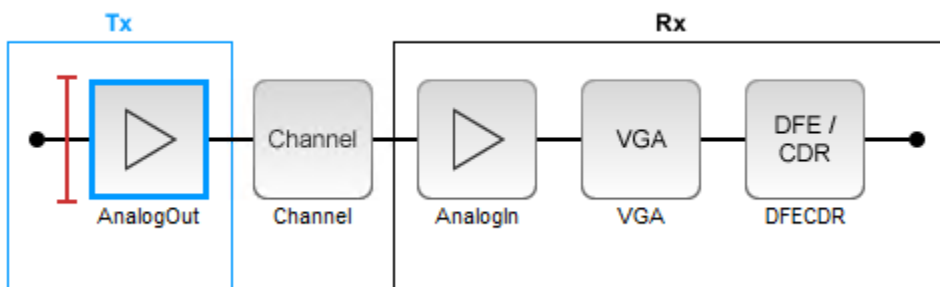 Tx
Rx
Channel
VGA
DFE /
CDR
AnalogOut
Channel
AnalogIn
VGA
DFECDR